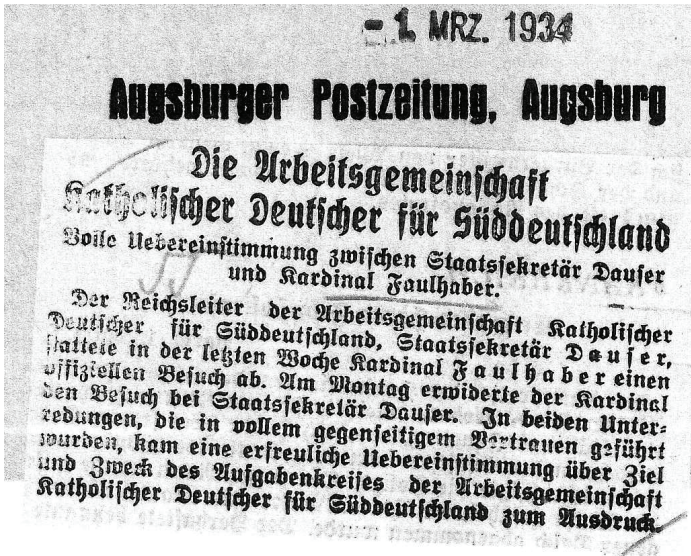 - 1. MRZ. 1934
Augsburger Postzeitung, Augsburg
Die Arbeitsgemeinschaft
Katholischer Deutscher für Süddeutschland
Volle Uebereinstimmung zwischen Staatssekretär Dauser
und Kardinal Faulhaber.
Der Reichsleiter der Arbeitsgemeinschaft Katholischer
Deutscher für Süddeutschland, Staatssekretär Dauser,
stattete in der letzten Woche Kardinal Faulhaber einen
offiziellen Besuch ab. Am Montag erwiderte der Kardinal
den Besuch bei Staatssekretär Dauser. In beiden Unter-
redungen, die in vollem gegenseitigem Vertrauen geführt
wurden, kam eine erfreuliche Uebereinstimmung über Ziel
und Zweck des Aufgabenkreises der Arbeitsgemeinschaft
Katholischer Deutscher für Süddeutschland zum Ausdruck.